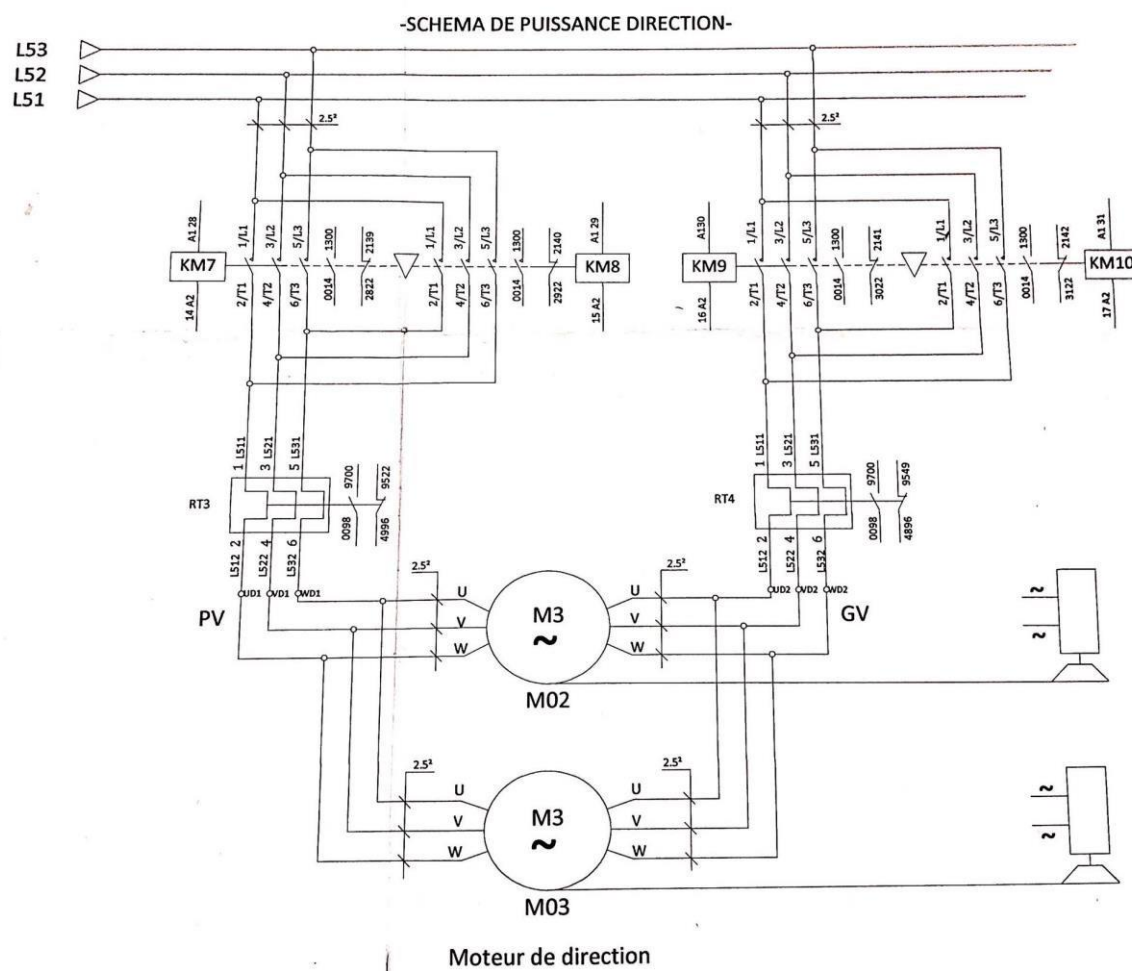 -SCHEMA DE PUISSANCE DIRECTION-
L53
L52
L51
2.5² 2.5²
A1 28 1/L1 3/L2 5/L3 1300 2139 1/L1 3/L2 5/L3 1300 2140 A1 29 A130 1/L1 3/L2 5/L3 1300 2141 1/L1 3/L2 5/L3 1300 2142 A1 31
KM7 KM8 KM9 KM10
14 A2 2/T1 4/T2 6/T3 0014 2822 2/T1 4/T2 6/T3 0014 2922 15 A2 16 A2 2/T1 4/T2 6/T3 0014 3022 2/T1 4/T2 6/T3 0014 3122 17 A2
1 L511 3 L521 5 L531 9700 9522 1 L511 3 L521 5 L531 9700 9549
RT3 RT4
L512 2 L522 4 L532 6 0098 4996 L512 2 L522 4 L532 6 0098 4896
2.5² 2.5²
UD1 VD1 WD1 U M3 U UD2 VD2 WD2 ~
PV V ~ V GV
W W ~
M02
2.5² 2.5²
U M3 U ~
V ~ V ~
W W
M03
Moteur de direction